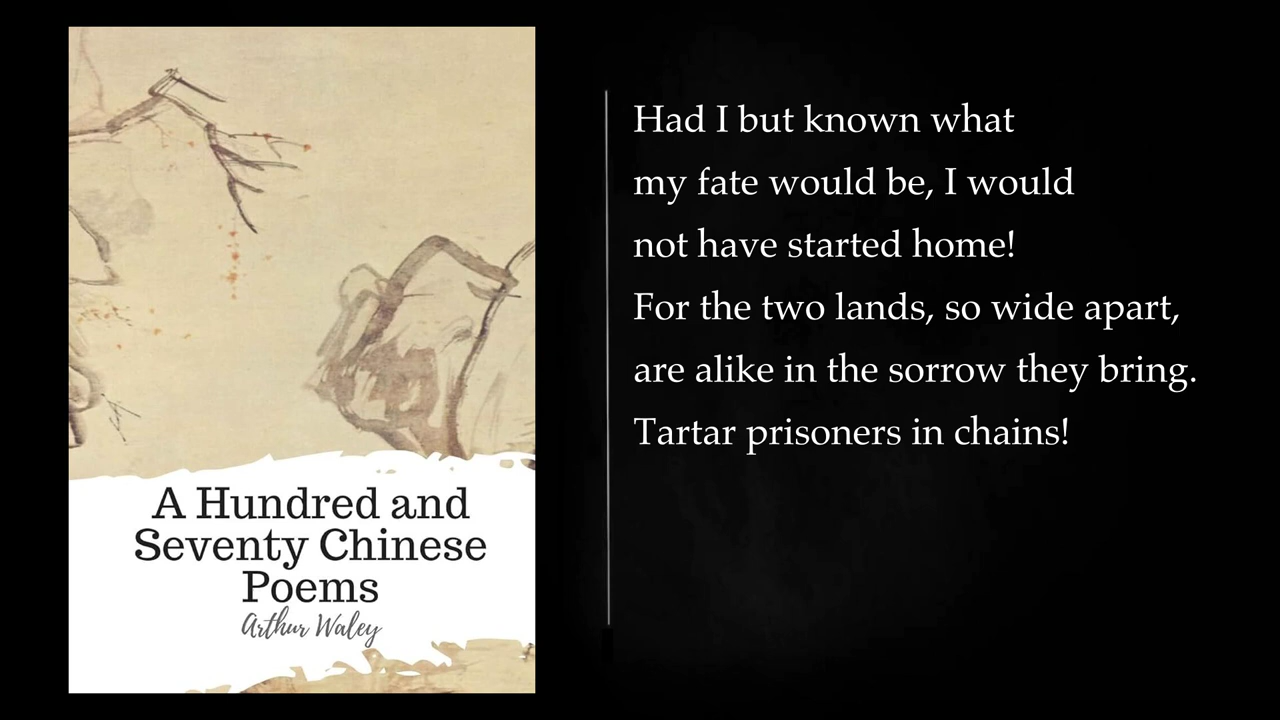 A Hundred and
Seventy Chinese
Poems
Arthur Waley
Had I but known what
my fate would be, I would
not have started home!
For the two lands, so wide apart,
are alike in the sorrow they bring.
Tartar prisoners in chains!